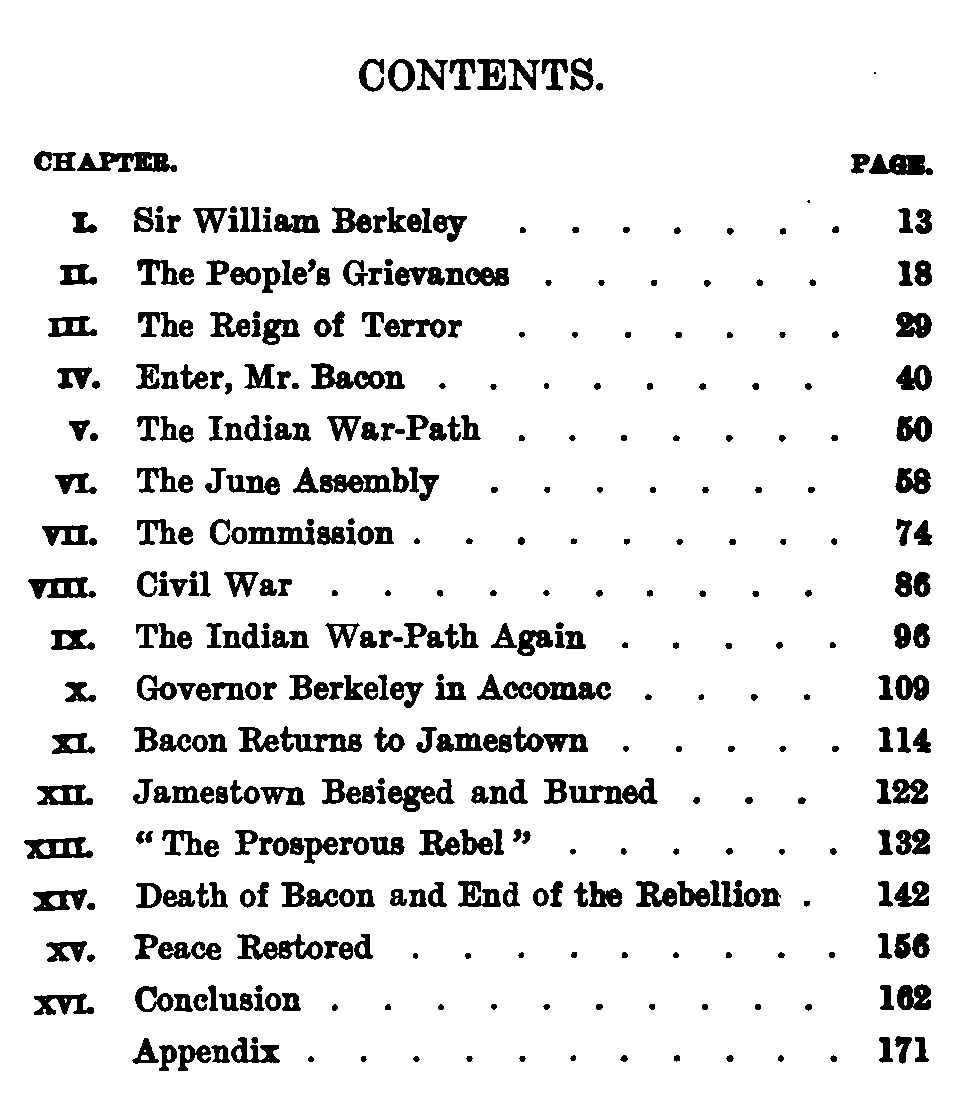 CONTENTS.
CHAPTER. PAGE.
I. Sir William Berkeley . . . . . . . 13
II. The People's Grievances . . . . . . 18
III. The Reign of Terror . . . . . . . 29
IV. Enter, Mr. Bacon . . . . . . . . 40
V. The Indian War-Path . . . . . . . 50
VI. The June Assembly . . . . . . . 58
VII. The Commission . . . . . . . . . 74
VIII. Civil War . . . . . . . . . . 86
IX. The Indian War-Path Again . . . . . 96
X. Governor Berkeley in Accomac . . . . 109
XI. Bacon Returns to Jamestown . . . . . 114
XII. Jamestown Besieged and Burned . . . 122
XIII. “The Prosperous Rebel” . . . . . . 132
XIV. Death of Bacon and End of the Rebellion . 142
XV. Peace Restored . . . . . . . . . 156
XVI. Conclusion . . . . . . . . . . 162
Appendix . . . . . . . . . . . 171